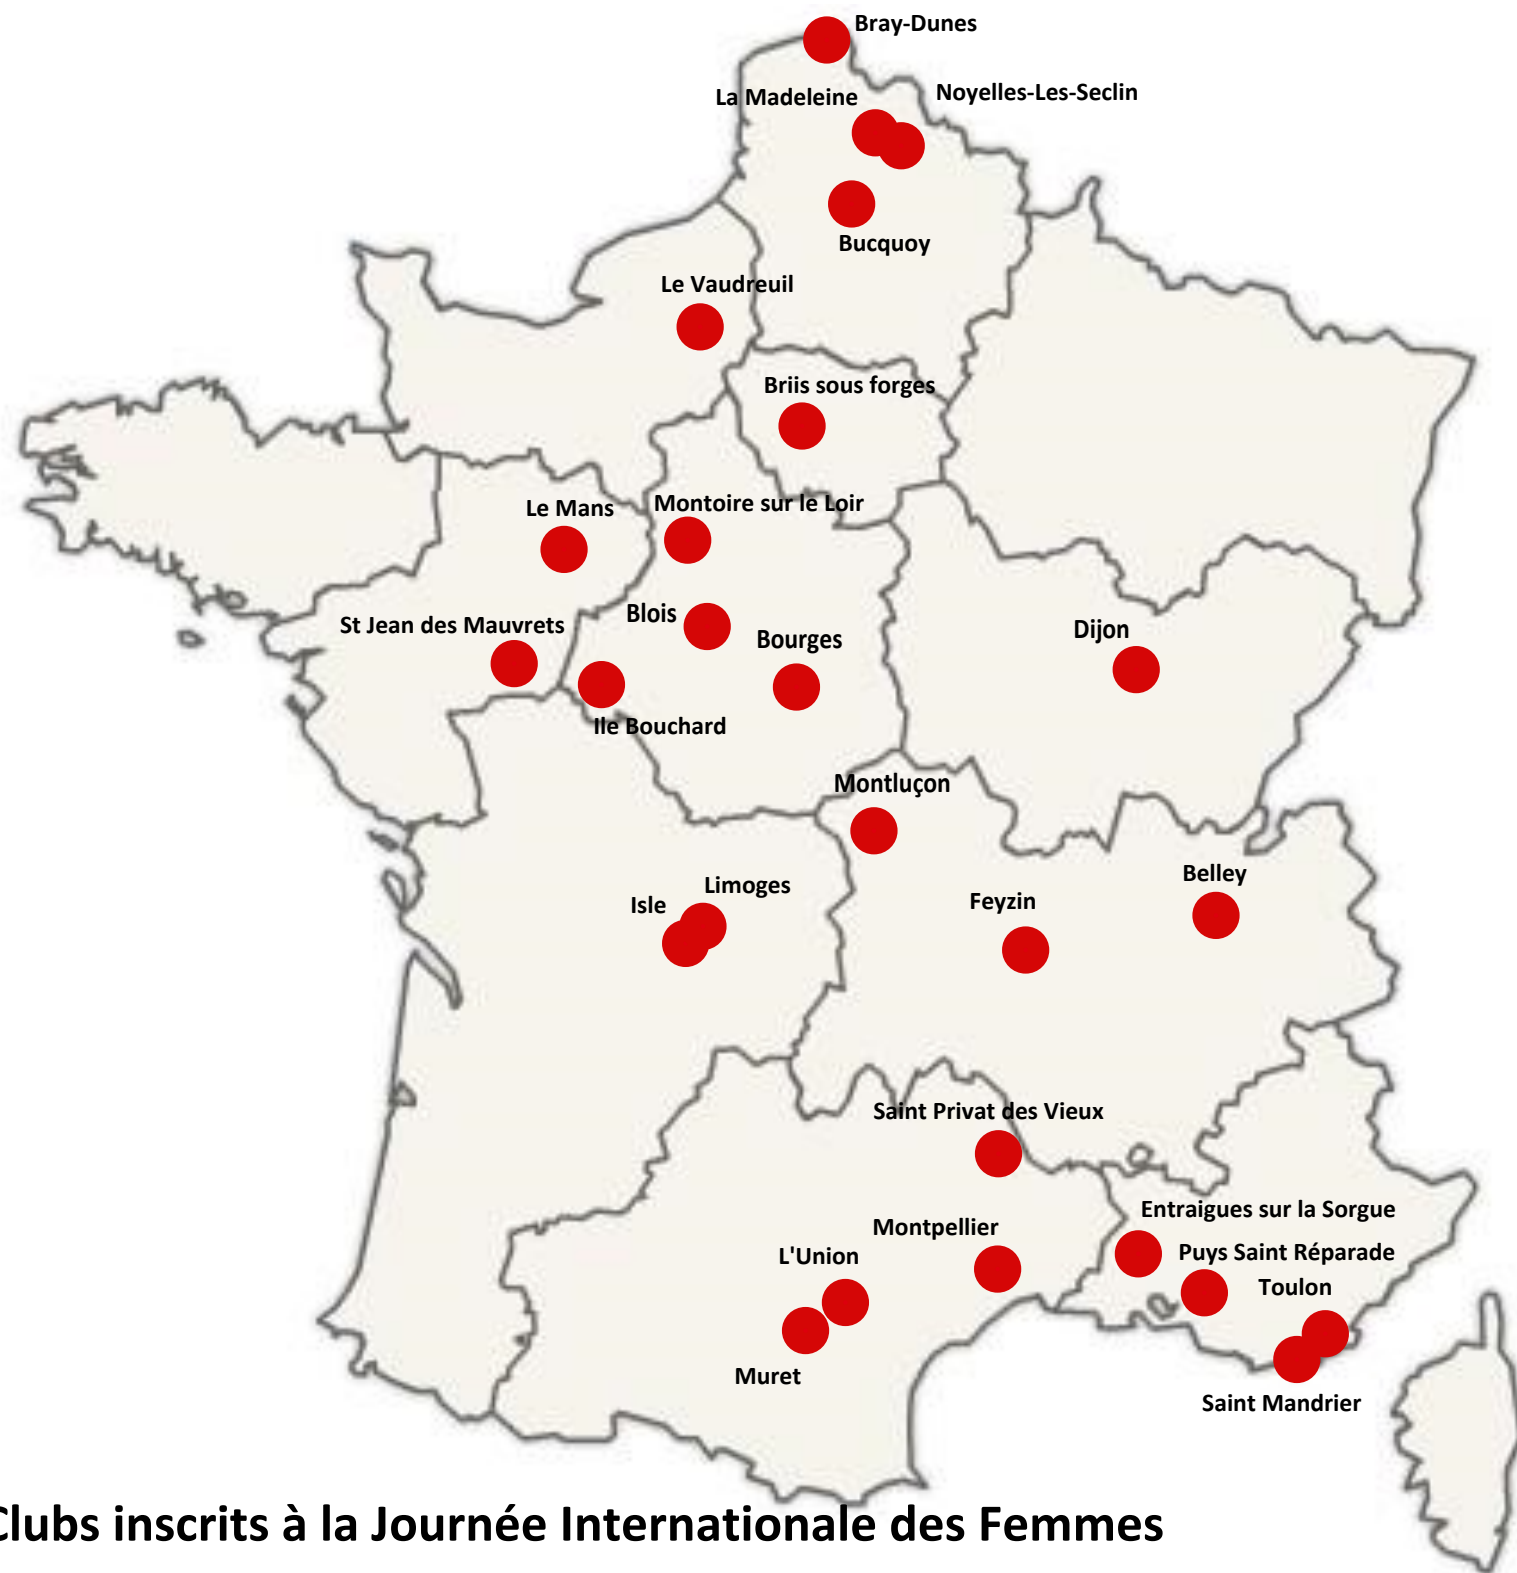 Bray-Dunes
Noyelles-Les-Seclin
La Madeleine
Bucquoy
Le Vaudreuil
Briis sous forges
Le Mans
Montoire sur le Loir
St Jean des Mauvrets
Blois
Bourges
Dijon
Ile Bouchard
Montluçon
Belley
Limoges
Isle
Feyzin
Saint Privat des Vieux
Entraigues sur la Sorgue
Montpellier
L'Union
Puys Saint Réparade
Toulon
Muret
Saint Mandrier
Clubs inscrits à la Journée Internationale des Femmes